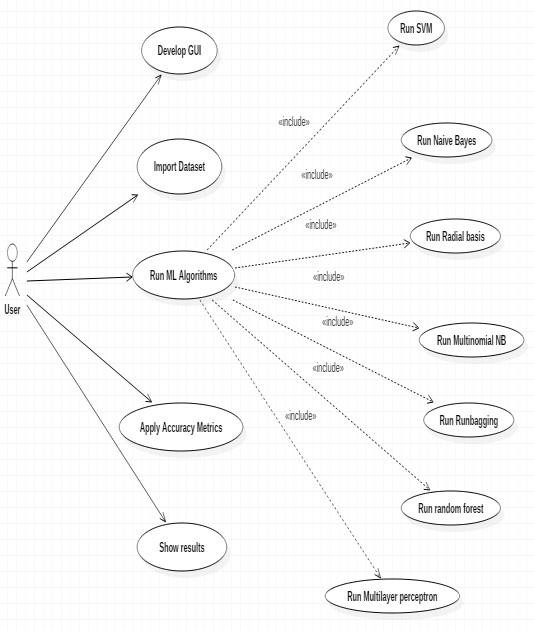 Run SVM
Develop GUI
«include»
Run Naive Bayes
Import Dataset
«include»
«include»
Run Radial basis
Run ML Algorithms
«include»
User
«include»
Run Multinomial NB
«include»
«include»
Run Runbagging
Apply Accuracy Metrics
Run random forest
Show results
Run Multilayer perceptron